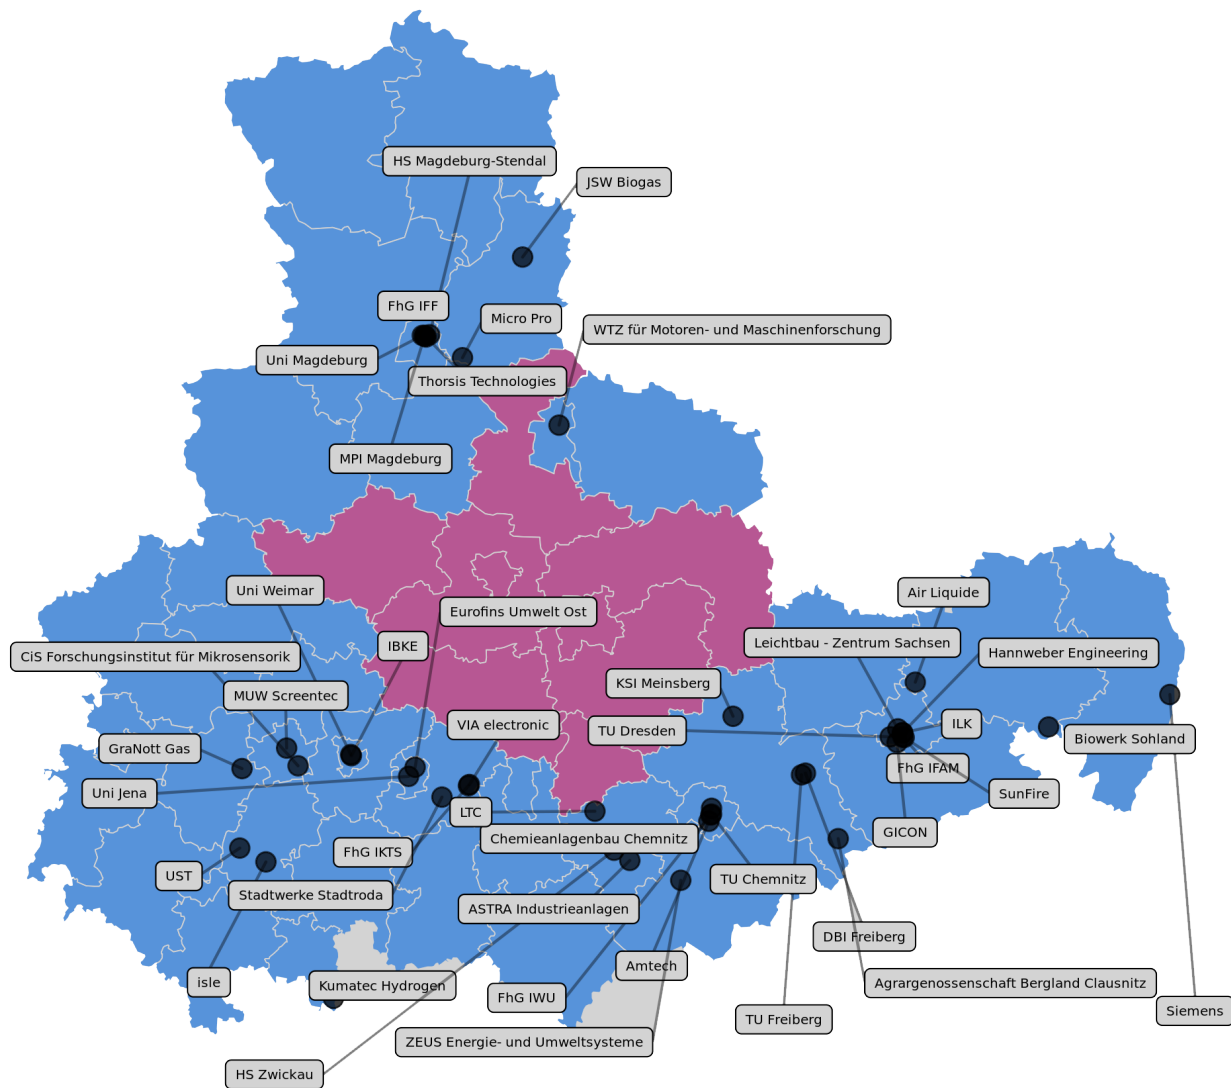 HS Magdeburg-Stendal
JSW Biogas
FhG IFF
Micro Pro
WTZ für Motoren- und Maschinenforschung
Uni Magdeburg
Thorsis Technologies
MPI Magdeburg
Uni Weimar
Air Liquide
Eurofins Umwelt Ost
IBKE
Leichtbau - Zentrum Sachsen
Hannweber Engineering
CiS Forschungsinstitut für Mikrosensorik
KSI Meinsberg
MUW Screentec
VIA electronic
ILK
TU Dresden
Biowerk Sohland
GraNott Gas
FhG IFAM
Uni Jena
SunFire
LTC
GICON
Chemieanlagenbau Chemnitz
FhG IKTS
UST
TU Chemnitz
Stadtwerke Stadtroda
ASTRA Industrieanlagen
DBI Freiberg
Amtech
isle
Kumatec Hydrogen
Agrargenossenschaft Bergland Clausnitz
FhG IWU
Siemens
TU Freiberg
ZEUS Energie- und Umweltsysteme
HS Zwickau